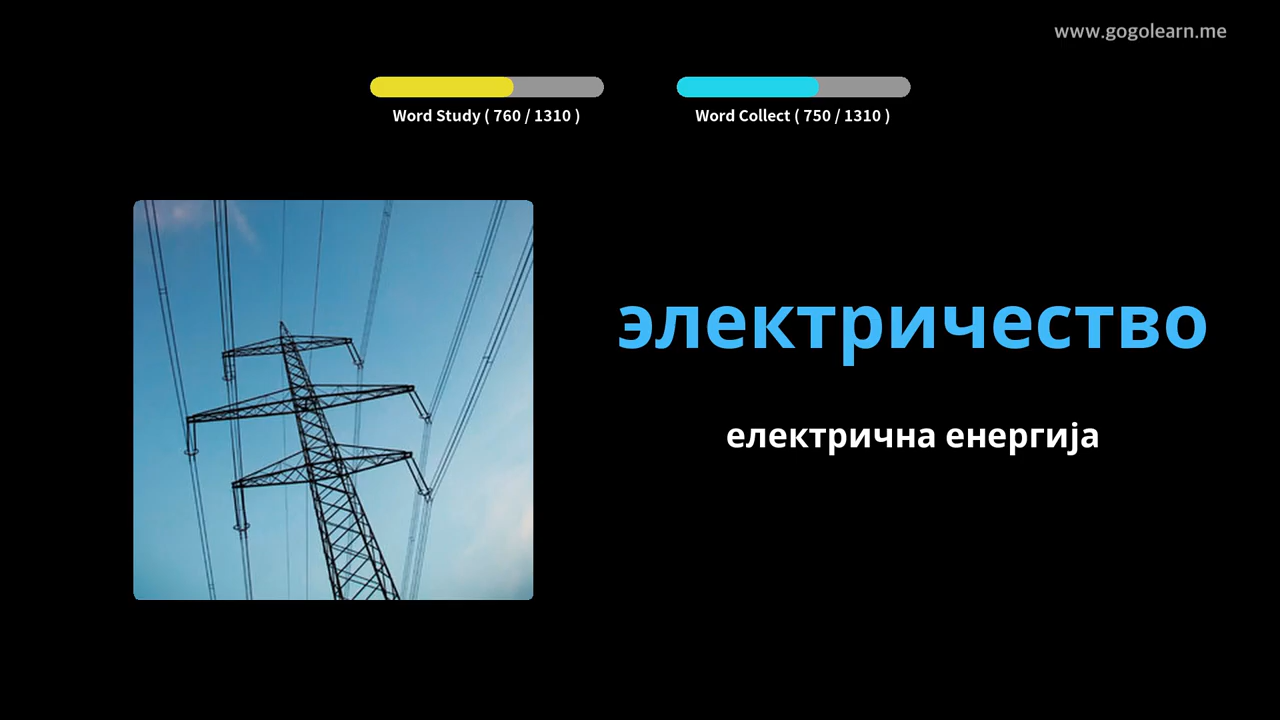 www.gogolearn.me
Word Study ( 760 / 1310 )
Word Collect ( 750 / 1310 )
электричество
електрична енергија